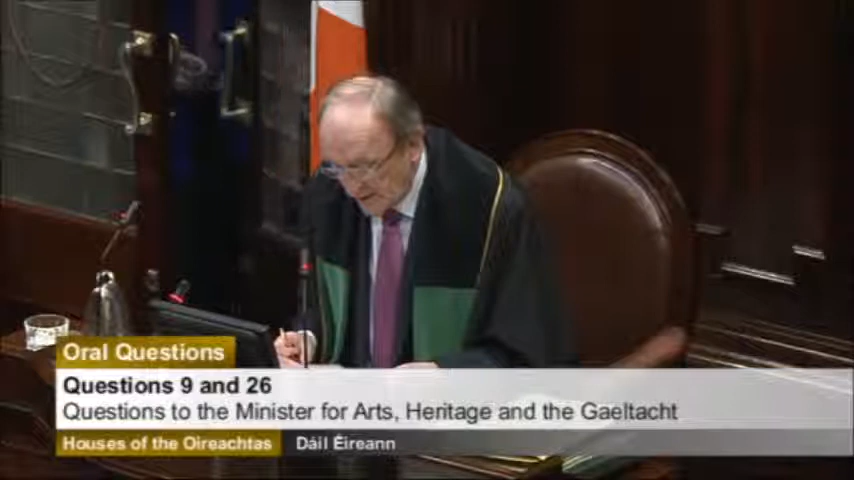 Oral Questions
Questions 9 and 26
Questions to the Minister for Arts, Heritage and the Gaeltacht
Houses of the Oireachtas Dáil Éireann